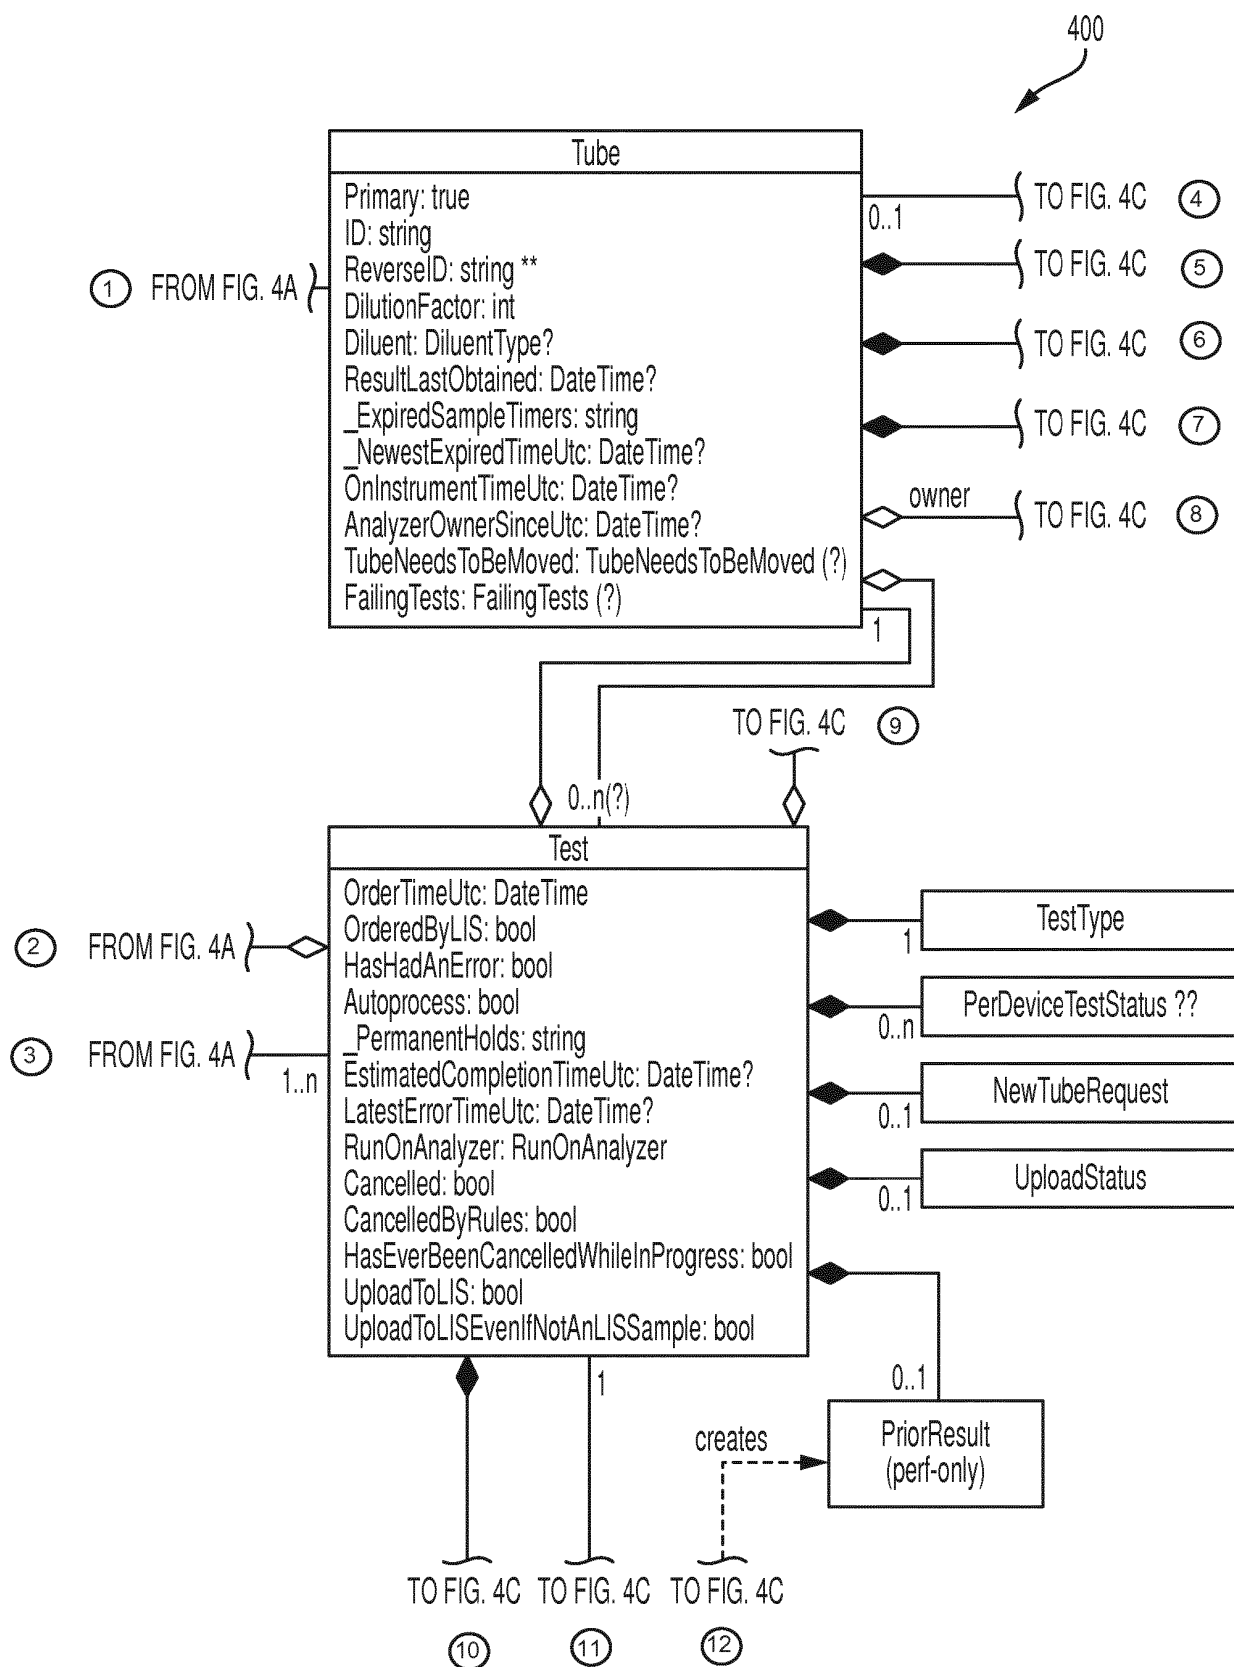 400
Tube
Primary: true
ID: string
ReverseID: string **
DilutionFactor: int
Diluent: DiluentType?
ResultLastObtained: DateTime?
_ExpiredSampleTimers: string
_NewestExpiredTimeUtc: DateTime?
OnInstrumentTimeUtc: DateTime?
AnalyzerOwnerSinceUtc: DateTime?
TubeNeedsToBeMoved: TubeNeedsToBeMoved (?)
FailingTests: FailingTests (?)
1 FROM FIG. 4A
0..1
TO FIG. 4C 4
TO FIG. 4C 5
TO FIG. 4C 6
TO FIG. 4C 7
owner
TO FIG. 4C 8
1
TO FIG. 4C 9
0..n(?)
Test
OrderTimeUtc: DateTime
OrderedByLIS: bool
HasHadAnError: bool
Autoprocess: bool
_PermanentHolds: string
EstimatedCompletionTimeUtc: DateTime?
LatestErrorTimeUtc: DateTime?
RunOnAnalyzer: RunOnAnalyzer
Cancelled: bool
CancelledByRules: bool
HasEverBeenCancelledWhileInProgress: bool
UploadToLIS: bool
UploadToLISEvenIfNotAnLISSample: bool
2 FROM FIG. 4A
3 FROM FIG. 4A
1..n
TestType
1
PerDeviceTestStatus ??
0..n
NewTubeRequest
0..1
UploadStatus
0..1
0..1
PriorResult
(perf-only)
creates
1
TO FIG. 4C
10
TO FIG. 4C
11
TO FIG. 4C
12